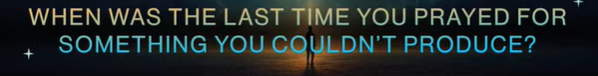 WHEN WAS THE LAST TIME YOU PRAYED FOR
SOMETHING YOU COULDN'T PRODUCE?